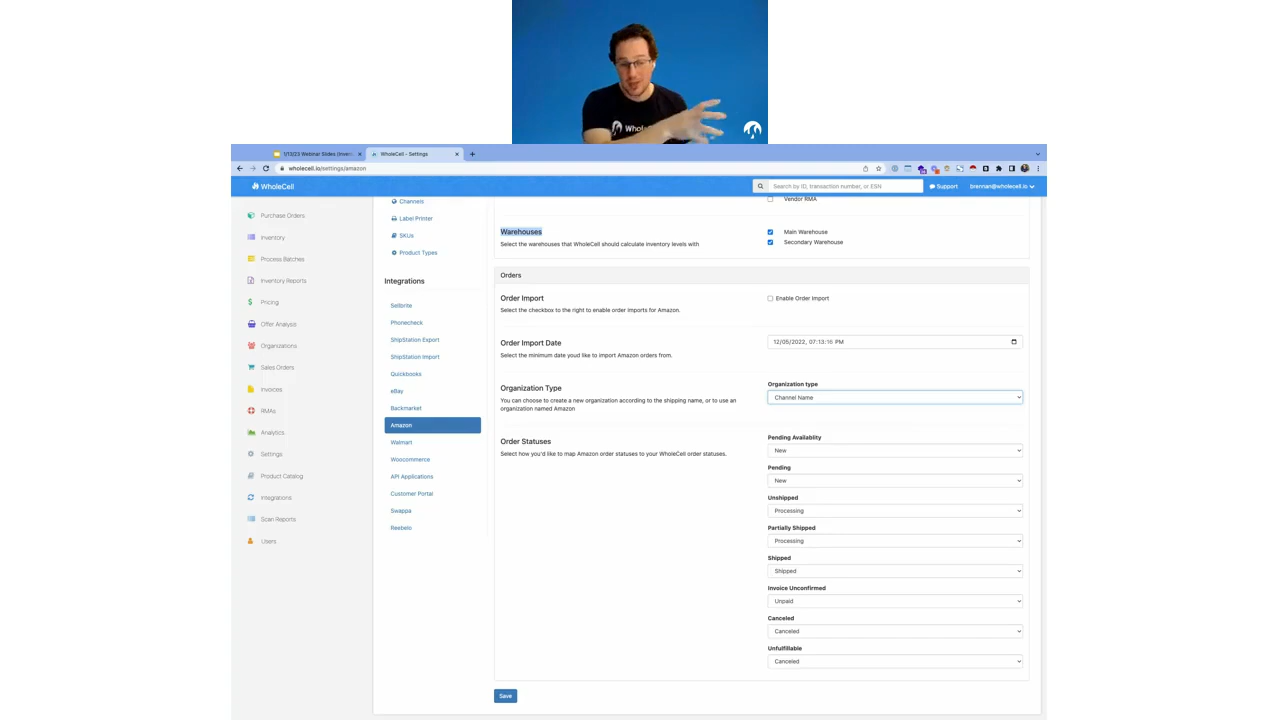 Whol
1/13/23 Webinar Slides (Inven
WholeCell - Settings
wholecell.io/settings/amazon
WholeCell
Search by ID, transaction number, or ESN
Support
brennan@wholecell.io
Purchase Orders
Inventory
Process Batches
Inventory Reports
Pricing
Offer Analysis
Organizations
Sales Orders
Invoices
RMAs
Analytics
Settings
Product Catalog
Integrations
Scan Reports
Users
Channels
Label Printer
SKUs
Product Types
Integrations
Sellbrite
Phonecheck
ShipStation Export
ShipStation Import
Quickbooks
eBay
Backmarket
Amazon
Walmart
Woocommerce
API Applications
Customer Portal
Swappa
Reebelo
Vendor RMA
Warehouses
Select the warehouses that WholeCell should calculate inventory levels with
Main Warehouse
Secondary Warehouse
Orders
Order Import
Select the checkbox to the right to enable order imports for Amazon.
Enable Order Import
Order Import Date
Select the minimum date you'd like to import Amazon orders from.
12/05/2022, 07:13:16 PM
Organization Type
You can choose to create a new organization according to the shipping name, or to use an
organization named Amazon
Organization type
Channel Name
Order Statuses
Select how you'd like to map Amazon order statuses to your WholeCell order statuses.
Pending Availablity
New
Pending
New
Unshipped
Processing
Partially Shipped
Processing
Shipped
Shipped
Invoice Unconfirmed
Unpaid
Canceled
Canceled
Unfulfillable
Canceled
Save